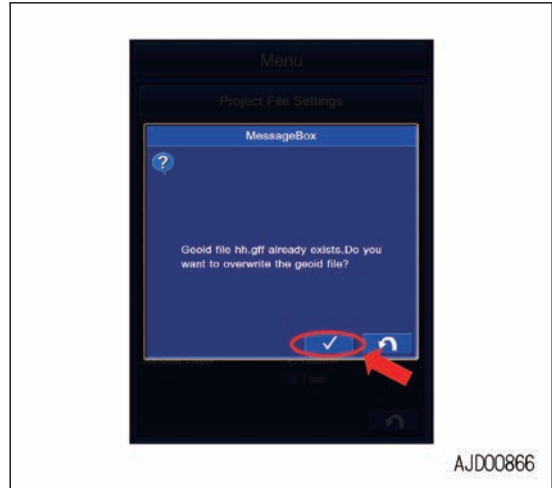 Menu
Project File Settings
MessageBox
?
Geoid file hh.gff already exists.Do you
want to overwrite the geoid file?
AJD00866